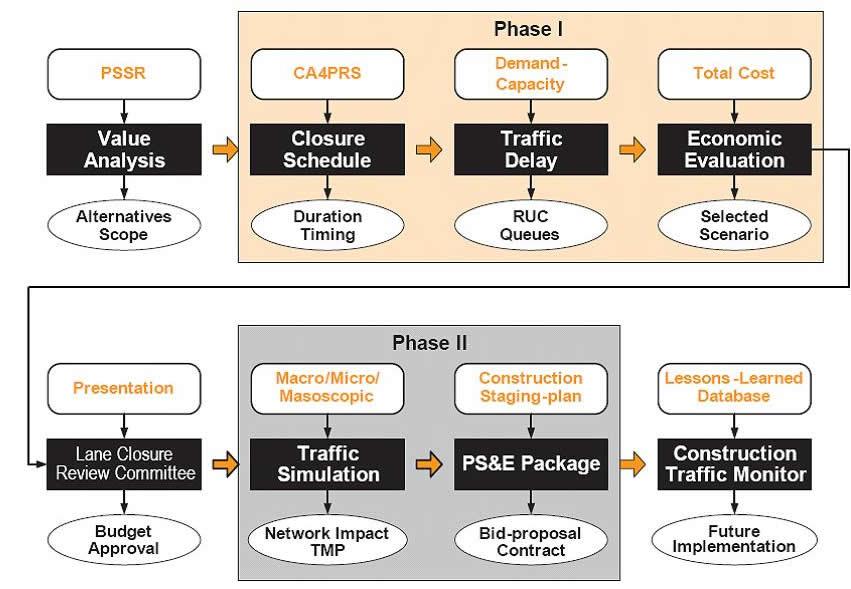 Phase I
PSSR
CA4PRS
Demand-
Capacity
Total Cost
Value
Analysis
Closure
Schedule
Traffic
Delay
Economic
Evaluation
Alternatives
Scope
Duration
Timing
RUC
Queues
Selected
Scenario
Phase II
Presentation
Macro/Micro/
Masoscopic
Construction
Staging-plan
Lessons-Learned
Database
Lane Closure
Review Committee
Traffic
Simulation
PS&E Package
Construction
Traffic Monitor
Budget
Approval
Network Impact
TMP
Bid-proposal
Contract
Future
Implementation